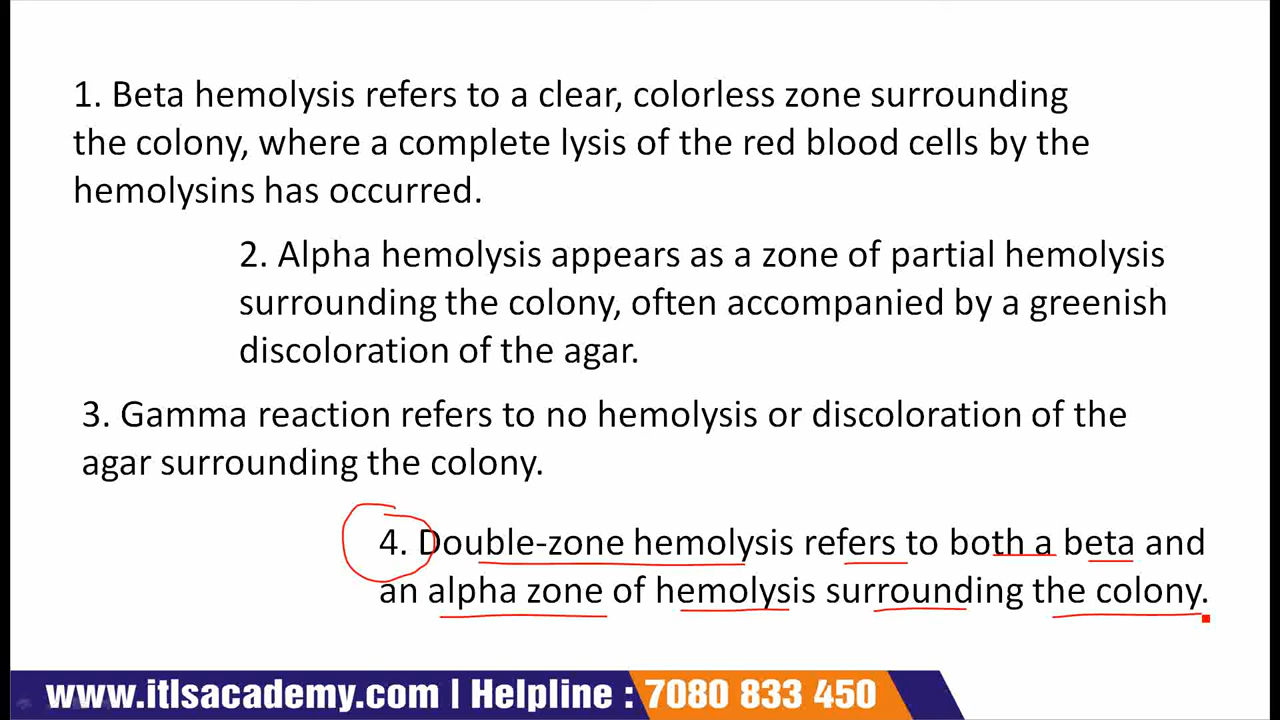 1. Beta hemolysis refers to a clear, colorless zone surrounding
the colony, where a complete lysis of the red blood cells by the
hemolysins has occurred.
2. Alpha hemolysis appears as a zone of partial hemolysis
surrounding the colony, often accompanied by a greenish
discoloration of the agar.
3. Gamma reaction refers to no hemolysis or discoloration of the
agar surrounding the colony.
4. Double-zone hemolysis refers to both a beta and
an alpha zone of hemolysis surrounding the colony.
www.itlsacademy.com | Helpline : 7080 833 450